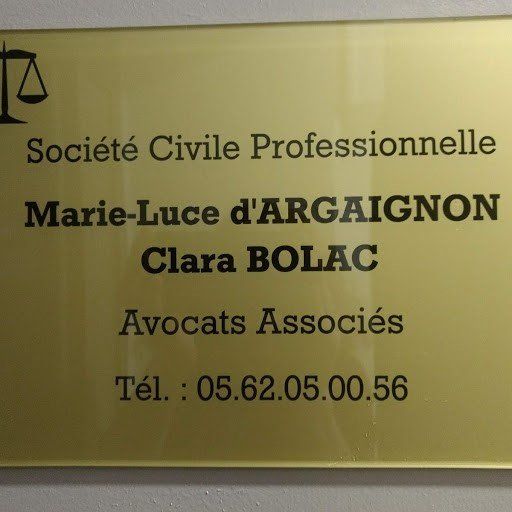 Société Civile Professionnelle
Marie-Luce d'ARGAIGNON
Clara BOLAC
Avocats Associés
Tél. : 05.62.05.00.56